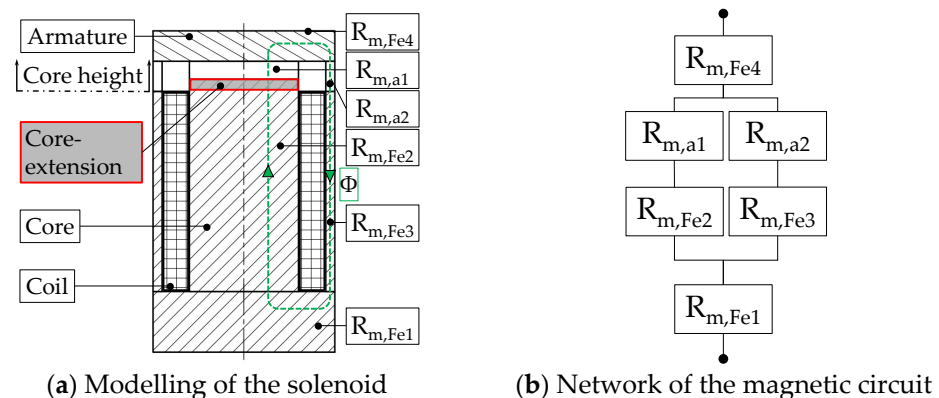 Armature
Core height
Core-
extension
Core
Coil
R_m,Fe4
R_m,a1
R_m,a2
R_m,Fe2
Φ
R_m,Fe3
R_m,Fe1
(a) Modelling of the solenoid
R_m,Fe4
R_m,a1 R_m,a2
R_m,Fe2 R_m,Fe3
R_m,Fe1
(b) Network of the magnetic circuit